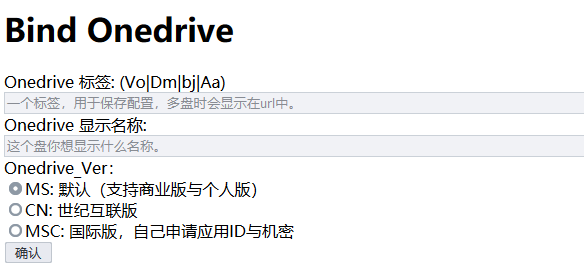 Bind Onedrive
Onedrive 标签: (Vo|Dm|bj|Aa)
一个标签，用于保存配置，多盘时会显示在url中。
Onedrive 显示名称:
这个盘你想显示什么名称。
Onedrive_Ver：
MS: 默认（支持商业版与个人版）
CN: 世纪互联版
MSC: 国际版，自己申请应用ID与机密
确认